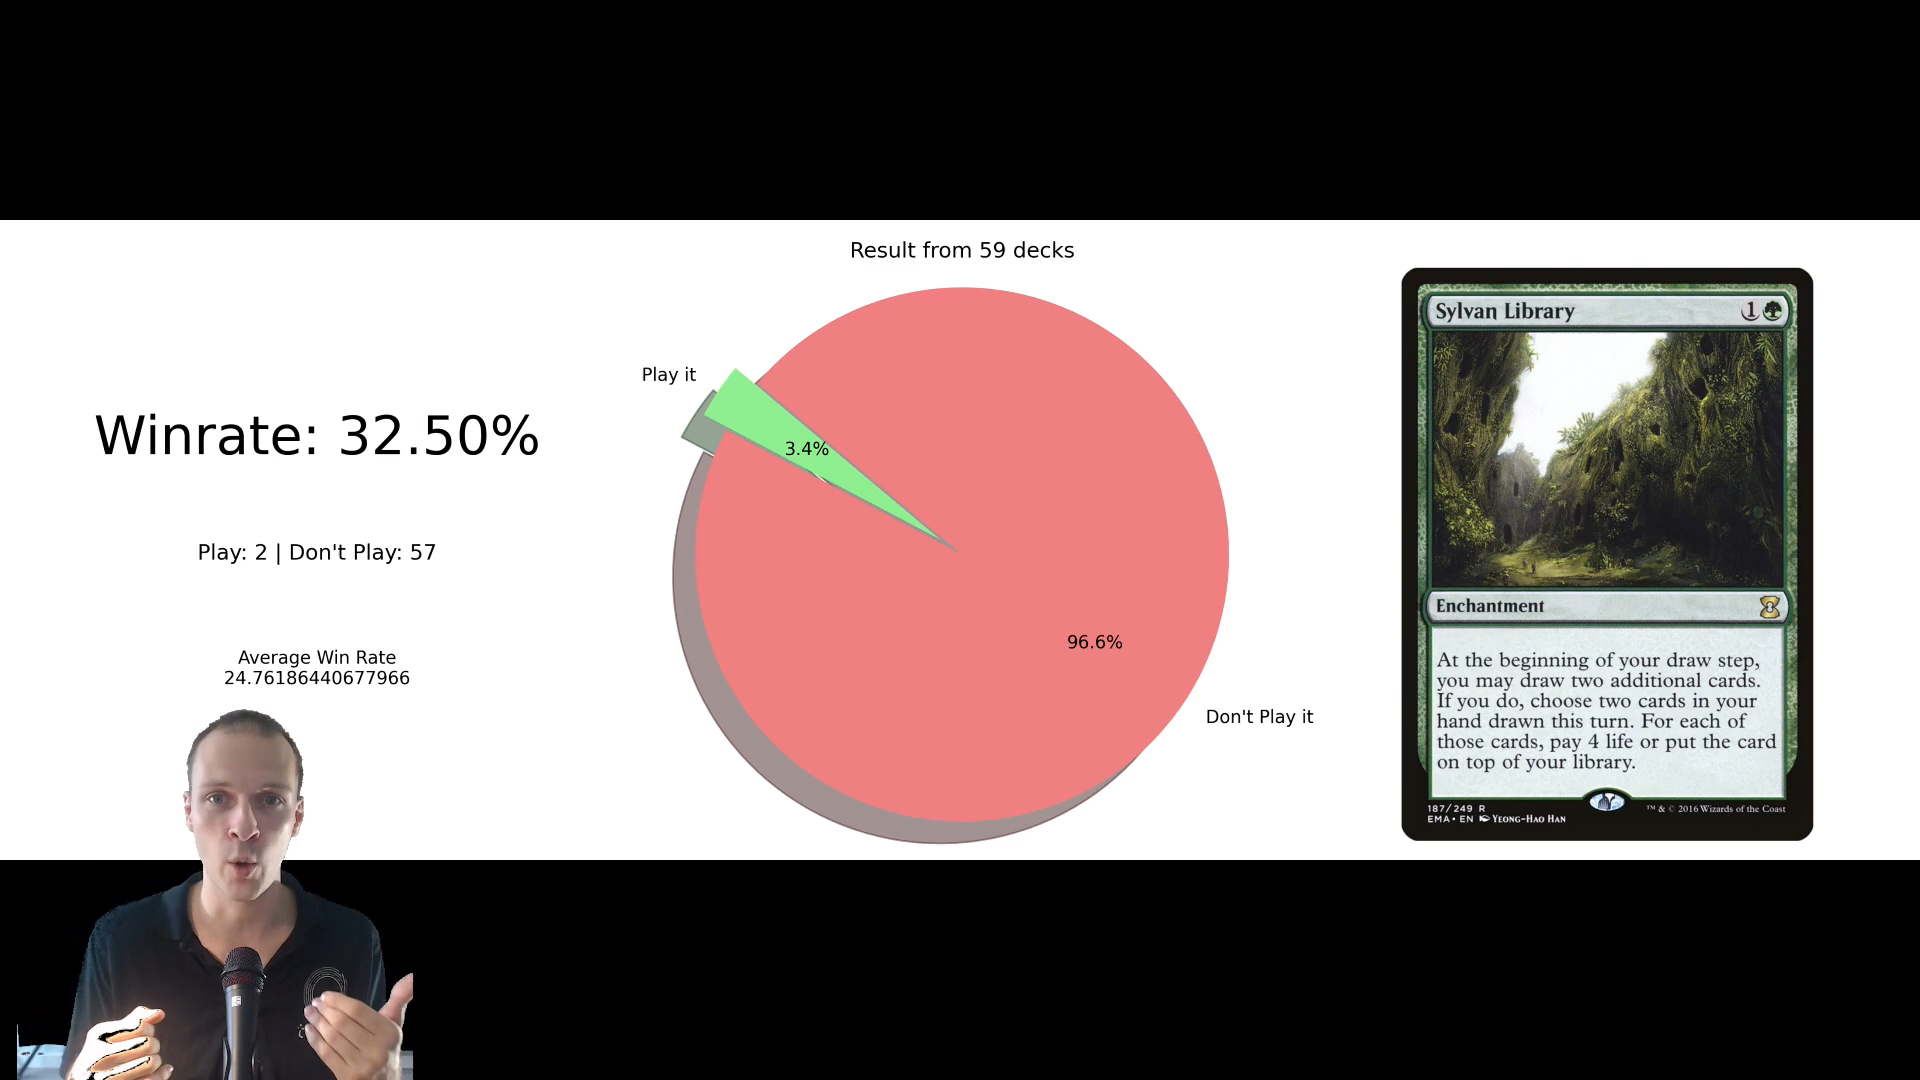 Result from 59 decks
Winrate: 32.50%
Play: 2 | Don't Play: 57
Average Win Rate
24.76186440677966
Play it
3.4%
96.6%
Don't Play it
Sylvan Library
1
Enchantment
At the beginning of your draw step,
you may draw two additional cards.
If you do, choose two cards in your
hand drawn this turn. For each of
those cards, pay 4 life or put the card
on top of your library.
187/249 R
EMA • EN Yeong-Hao Han
™ & © 2016 Wizards of the Coast